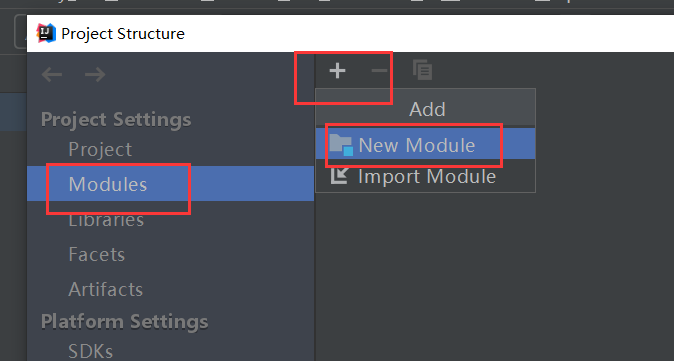 Project Structure
Add
Project Settings
New Module
Project
Import Module
Modules
Libraries
Facets
Artifacts
Platform Settings
SDKs